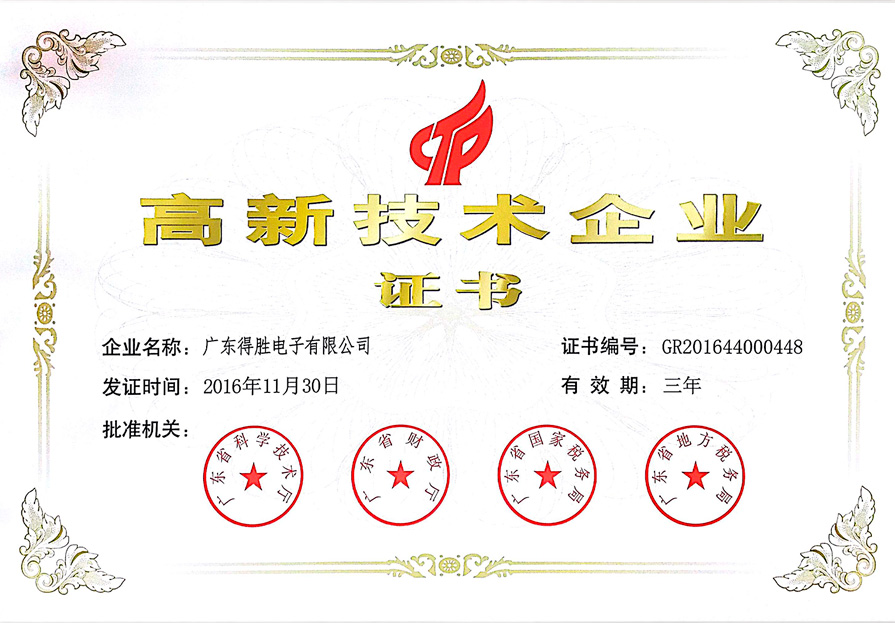 高新技术企业
证书
企业名称：广东得胜电子有限公司
证书编号：GR201644000448
发证时间：2016年11月30日
有效期：三年
批准机关：
广东省科学技术厅
广东省财政厅
广东省国家税务局
广东省地方税务局